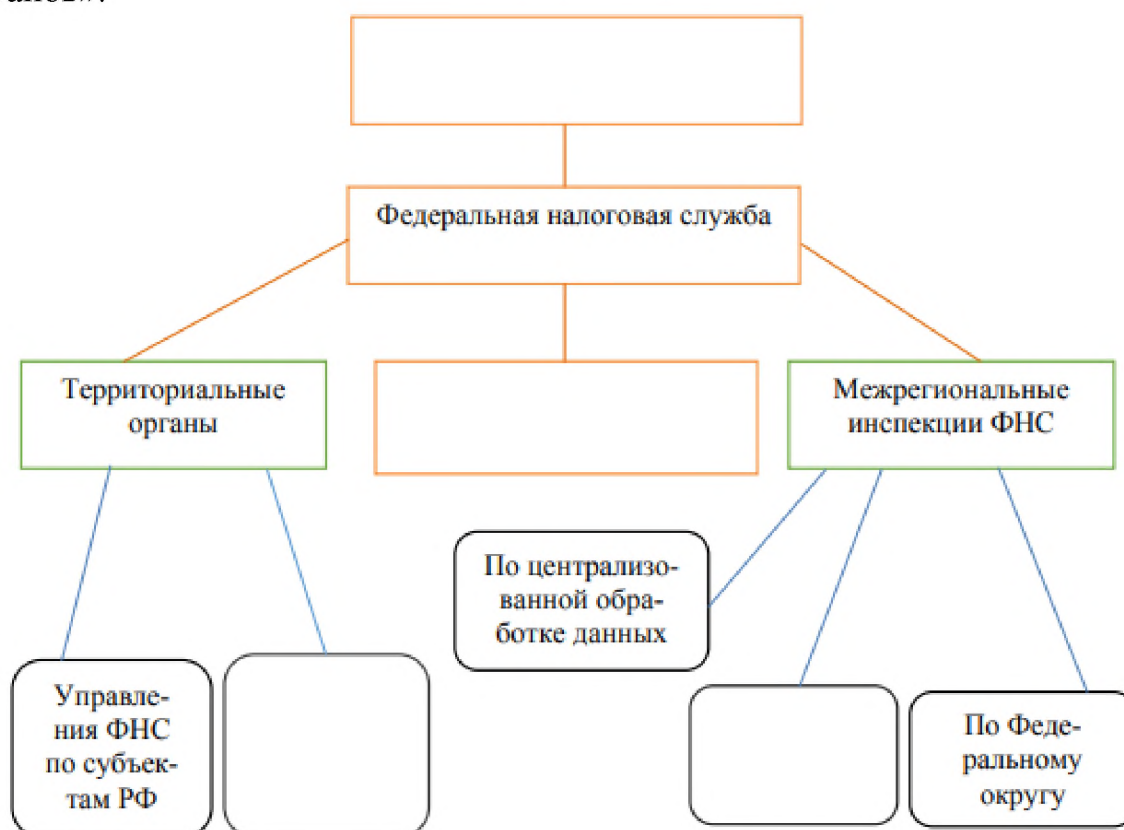 Федеральная налоговая служба
Территориальные
органы
Межрегиональные
инспекции ФНС
По централизо-
ванной обра-
ботке данных
Управле-
ния ФНС
по субъек-
там РФ
По Феде-
ральному
округу